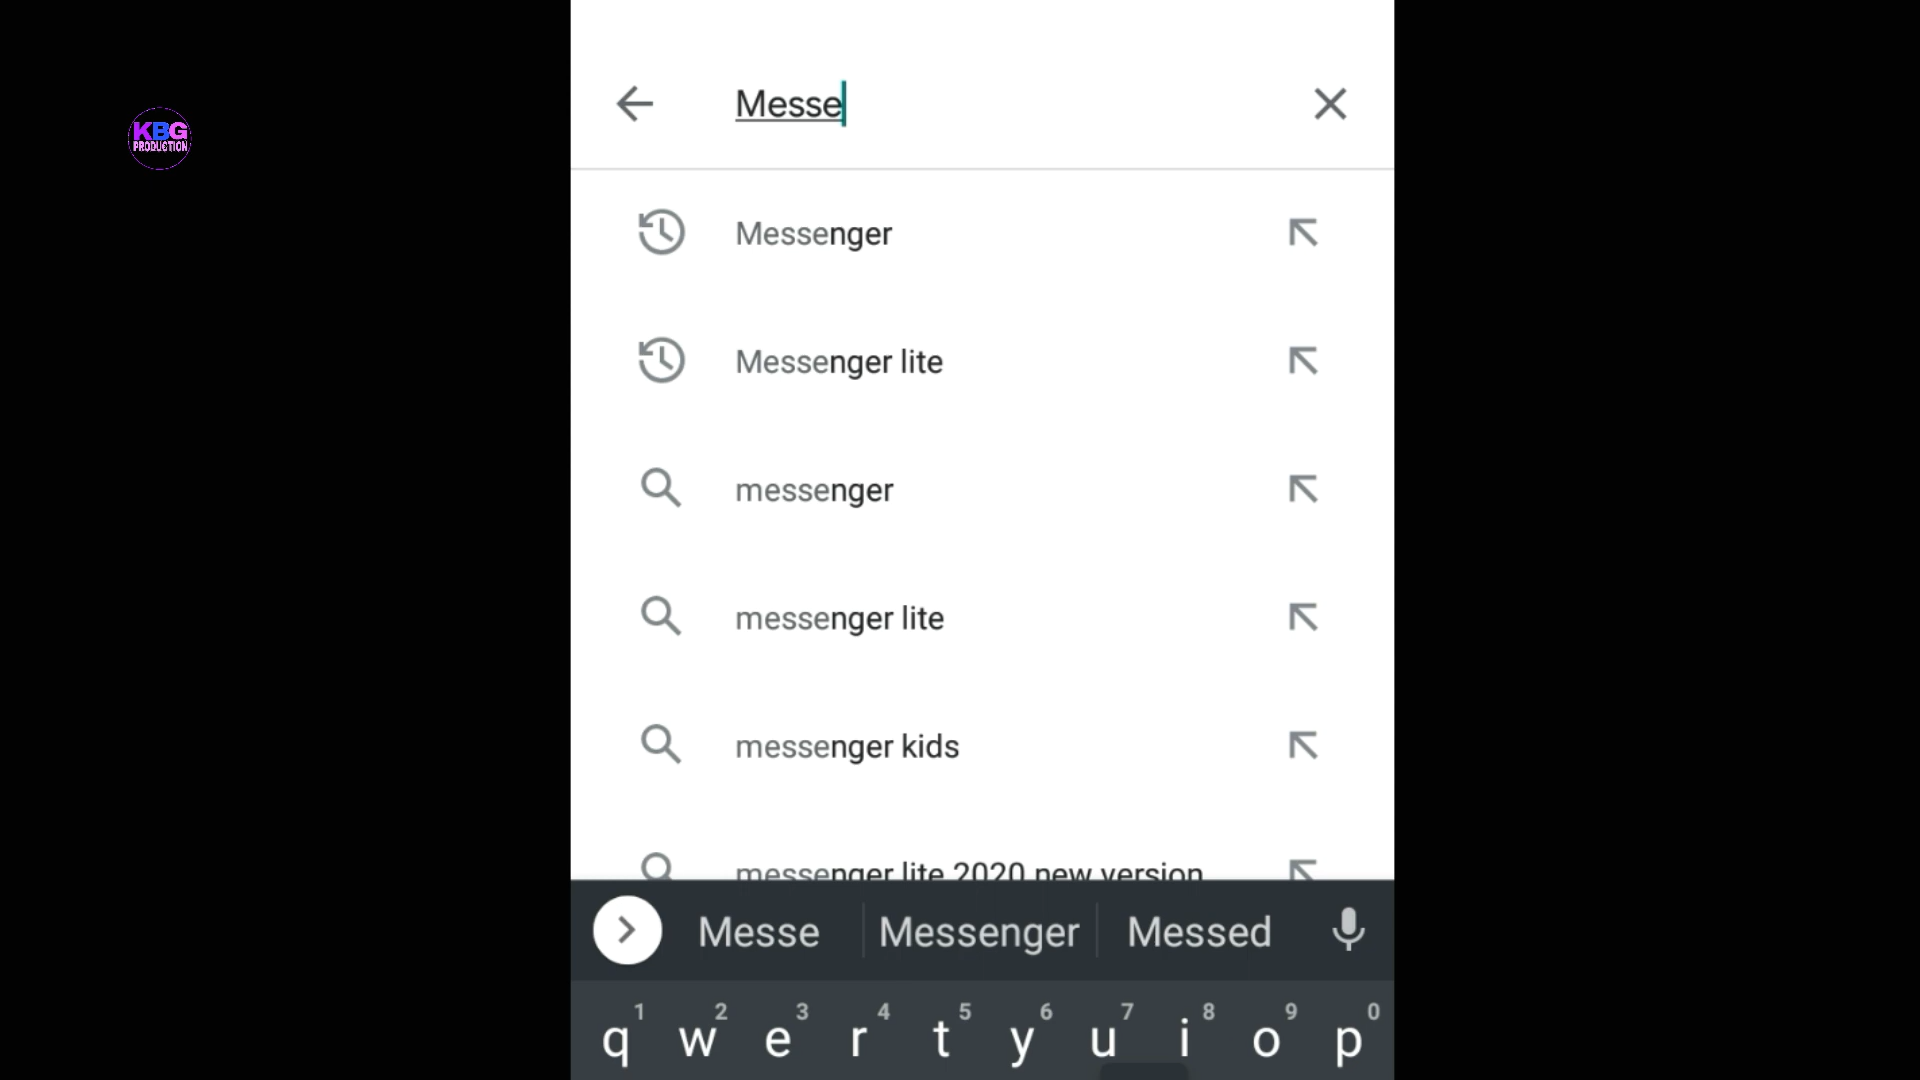 KBG
PRODUCTION
Messe
Messenger
Messenger lite
messenger
messenger lite
messenger kids
messenger lite 2020 new version
Messe Messenger Messed
1 2 3 4 5 6 7 8 9 0
q w e r t y u i o p